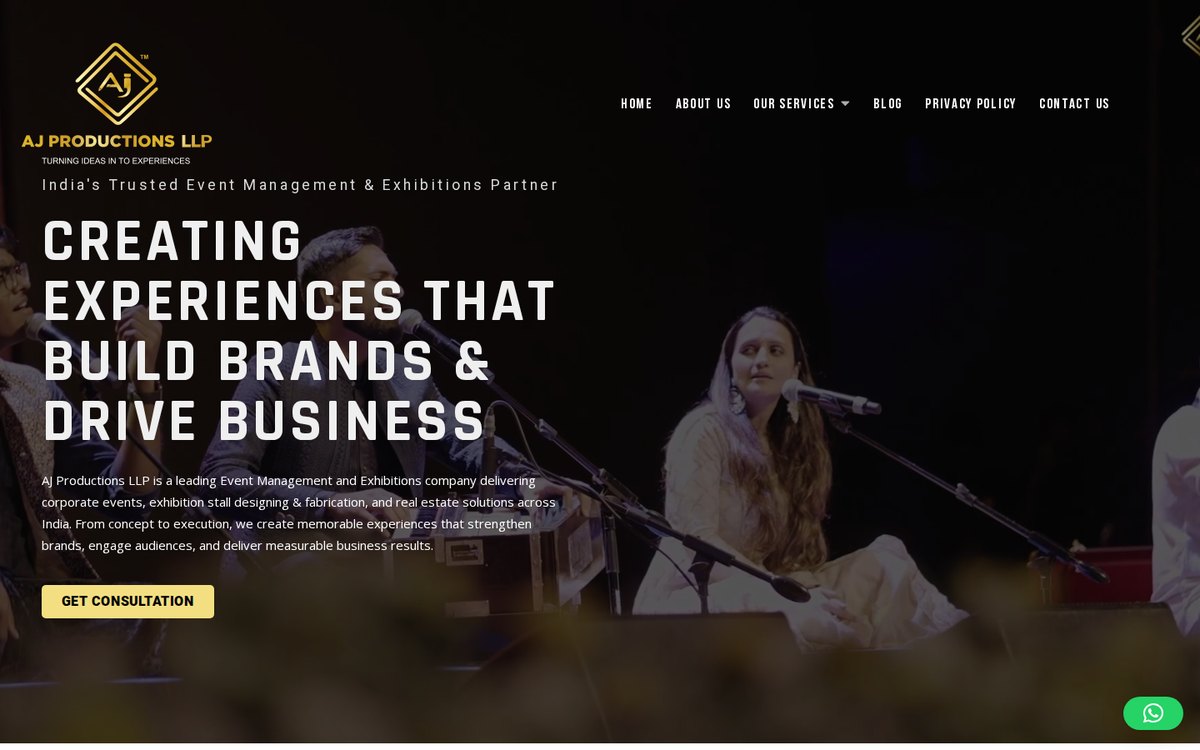 AJ
TM
AJ PRODUCTIONS LLP
TURNING IDEAS IN TO EXPERIENCES
HOME ABOUT US OUR SERVICES BLOG PRIVACY POLICY CONTACT US
India's Trusted Event Management & Exhibitions Partner
CREATING
EXPERIENCES THAT
BUILD BRANDS &
DRIVE BUSINESS
AJ Productions LLP is a leading Event Management and Exhibitions company delivering
corporate events, exhibition stall designing & fabrication, and real estate solutions across
India. From concept to execution, we create memorable experiences that strengthen
brands, engage audiences, and deliver measurable business results.
GET CONSULTATION